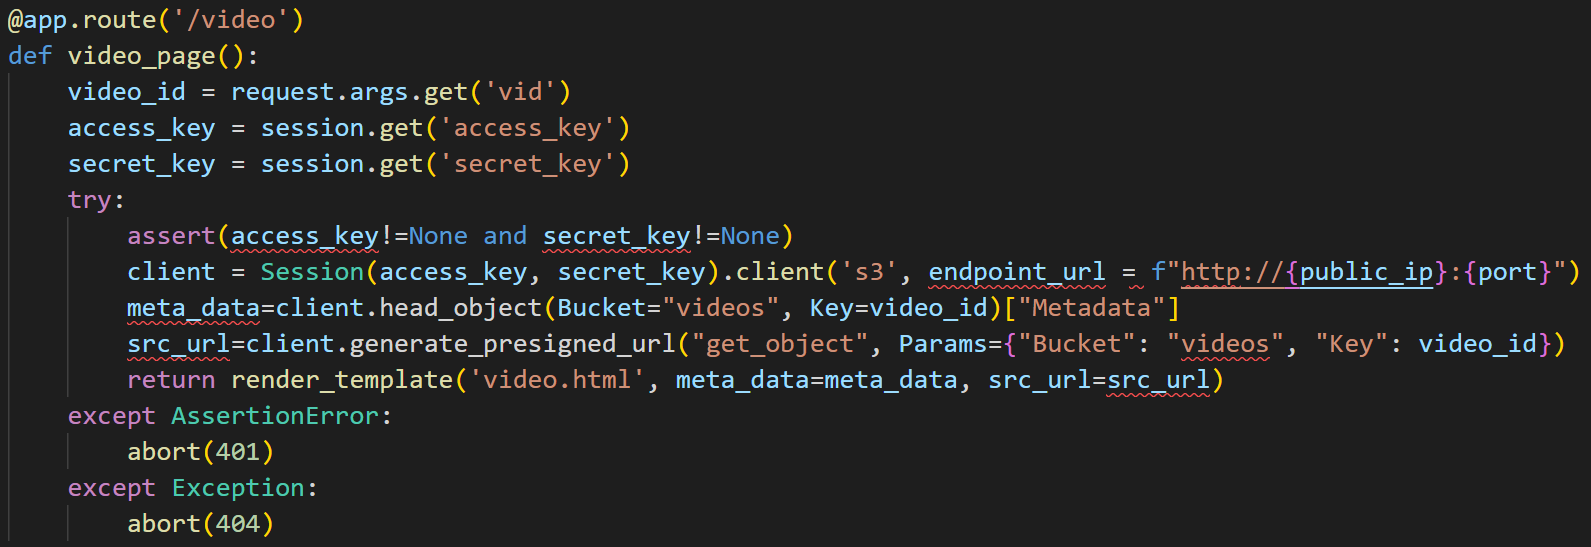 @app.route('/video')
def video_page():
    video_id = request.args.get('vid')
    access_key = session.get('access_key')
    secret_key = session.get('secret_key')
    try:
        assert(access_key!=None and secret_key!=None)
        client = Session(access_key, secret_key).client('s3', endpoint_url = f"http://{public_ip}:{port}")
        meta_data=client.head_object(Bucket="videos", Key=video_id)["Metadata"]
        src_url=client.generate_presigned_url("get_object", Params={"Bucket": "videos", "Key": video_id})
        return render_template('video.html', meta_data=meta_data, src_url=src_url)
    except AssertionError:
        abort(401)
    except Exception:
        abort(404)